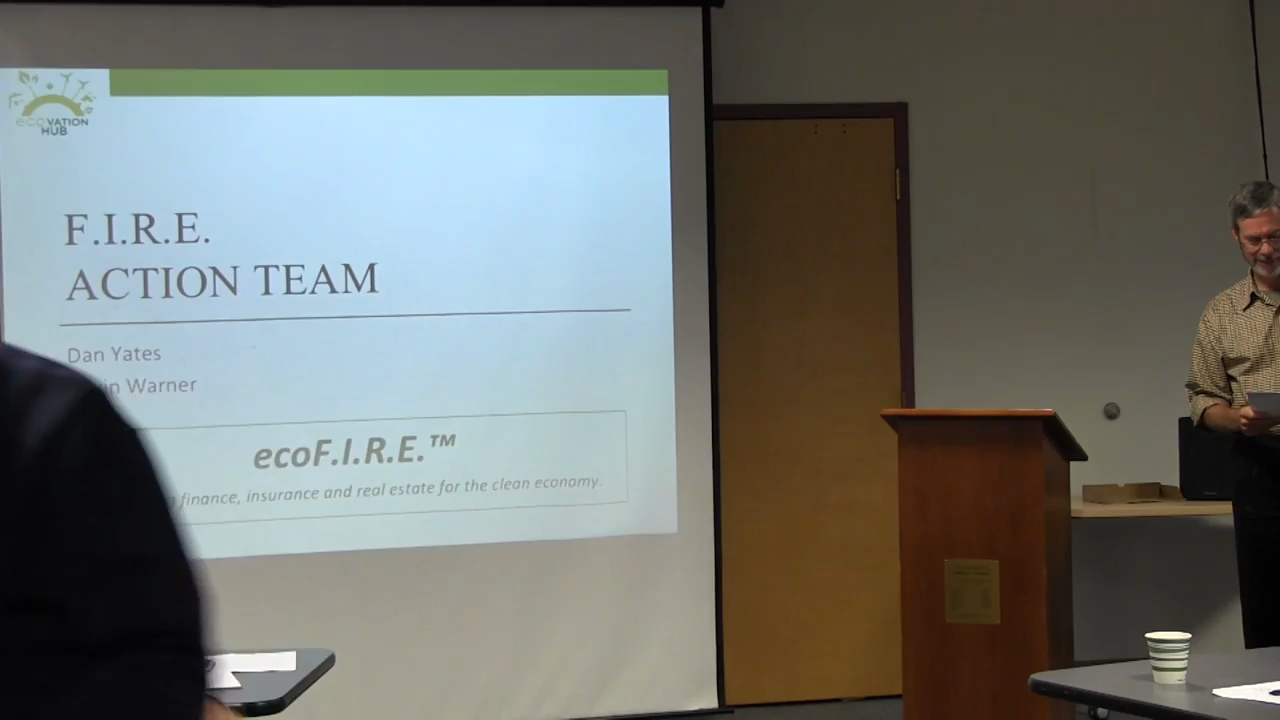 ecoVATION
HUB
F.I.R.E.
ACTION TEAM
Dan Yates
Warner
ecoF.I.R.E.™
finance, insurance and real estate for the clean economy.